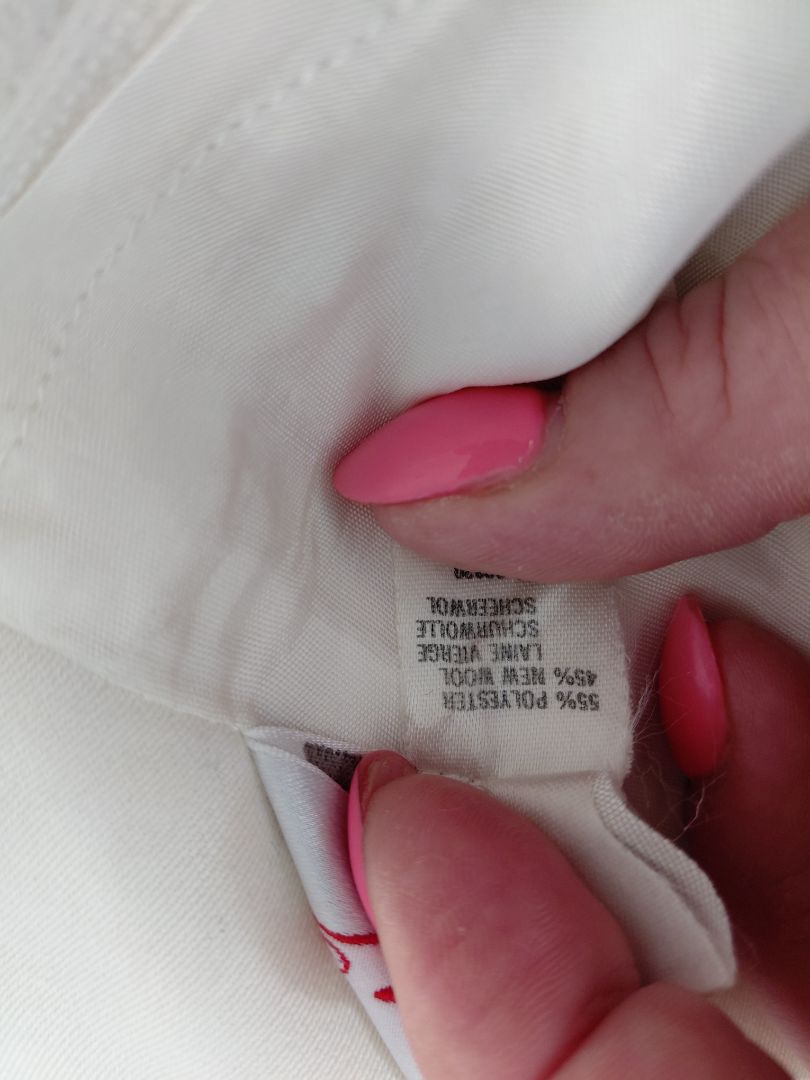 55% POLYESTER
45% NEW WOOL
LAINE VIERGE
SCHURWOLLE
SCHEERWOL